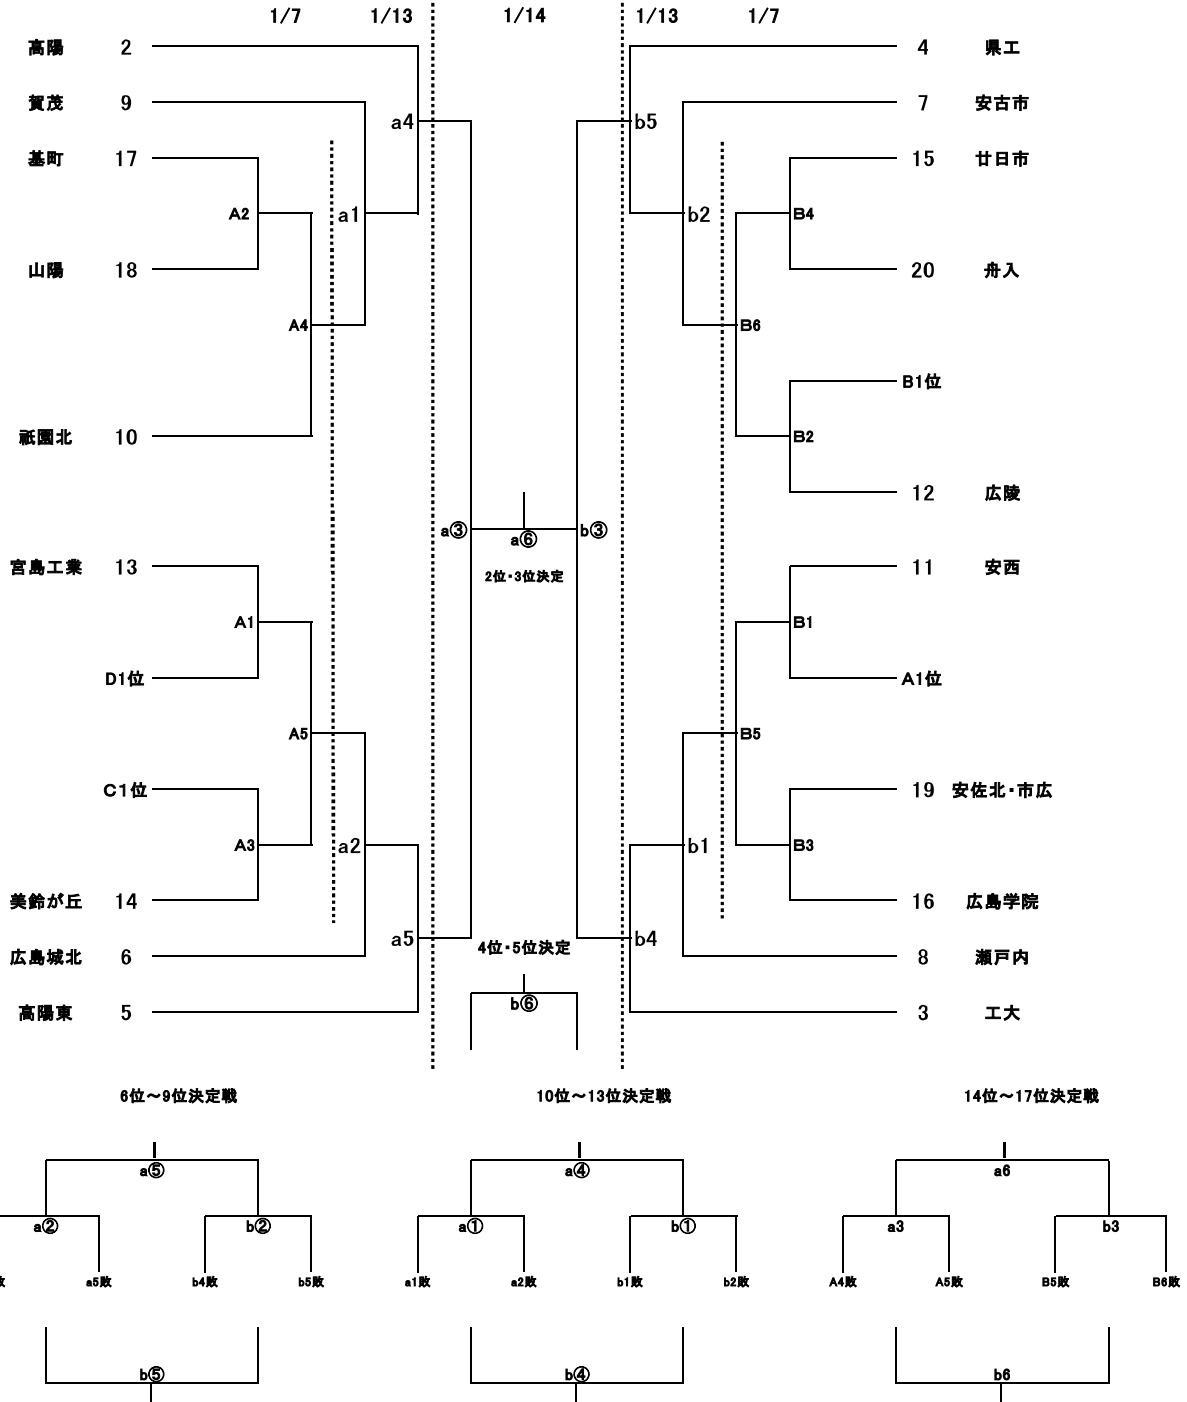 1/7 1/13 1/14 1/13 1/7
高陽 2 4 県工
賀茂 9 7 安古市
a4 b5
基町 17 15 廿日市
A2 a1 b2 B4
山陽 18 20 舟入
A4 B6
B1位
祇園北 10 B2
12 広陵
a③ a⑥ b③
宮島工業 13 2位・3位決定 11 安西
A1 B1
D1位 A1位
A5 B5
C1位 19 安佐北・市広
A3 a2 b1 B3
美鈴が丘 14 16 広島学院
a5 4位・5位決定 b4
広島城北 6 8 瀬戸内
b⑥
高陽東 5 3 工大
6位～9位決定戦 10位～13位決定戦 14位～17位決定戦
a⑤ a④ a6
a② b② a① b① a3 b3
敗 a5敗 b4敗 b5敗 a1敗 a2敗 b1敗 b2敗 A4敗 A5敗 B5敗 B6敗
b⑤ b④ b6